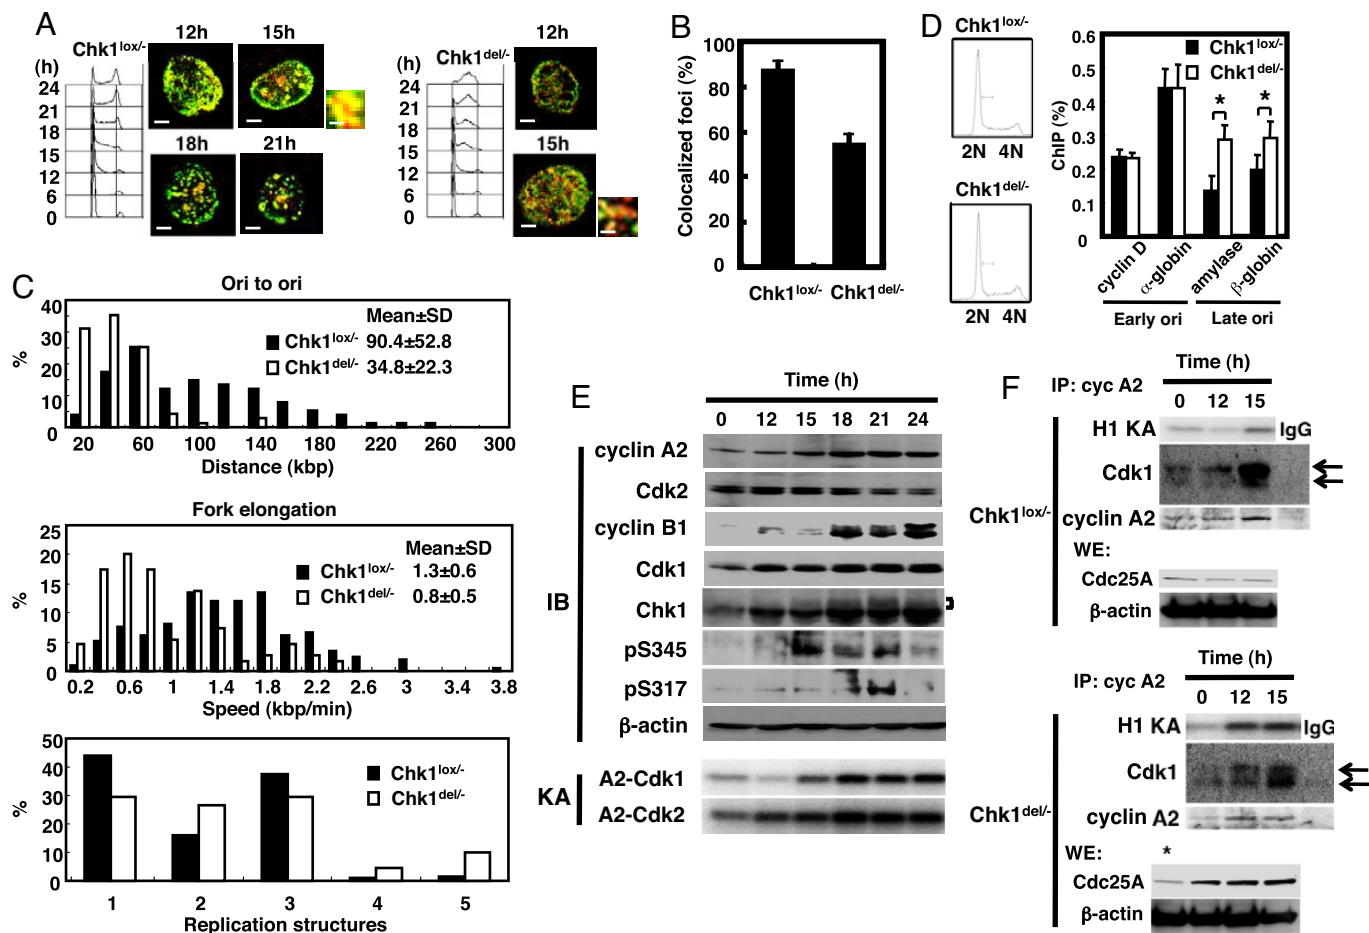 A
Chk1lox/-
12h
15h
(h)
24
21
18
15
12
6
0
18h
21h
Chk1del/-
12h
(h)
24
21
18
15
12
6
0
15h
B
Colocalized foci (%)
100
80
60
40
20
0
Chk1lox/- Chk1del/-
D
Chk1lox/-
2N 4N
Chk1del/-
2N 4N
ChIP (%)
0.6
0.5
0.4
0.3
0.2
0.1
0
Chk1lox/-
Chk1del/-
*
*
cyclin D
α-globin
amylase
β-globin
Early ori
Late ori
C
Ori to ori
%
40
30
20
10
0
Mean±SD
Chk1lox/- 90.4±52.8
Chk1del/- 34.8±22.3
20 60 100 140 180 220 260 300
Distance (kbp)
Fork elongation
%
25
20
15
10
5
0
Mean±SD
Chk1lox/- 1.3±0.6
Chk1del/- 0.8±0.5
0.2 0.6 1 1.4 1.8 2.2 2.6 3 3.4 3.8
Speed (kbp/min)
%
50
40
30
20
10
0
Chk1lox/-
Chk1del/-
1 2 3 4 5
Replication structures
E
Time (h)
0 12 15 18 21 24
IB
cyclin A2
Cdk2
cyclin B1
Cdk1
Chk1
pS345
pS317
β-actin
KA
A2-Cdk1
A2-Cdk2
F
Time (h)
IP: cyc A2
0 12 15
Chk1lox/-
H1 KA
IgG
Cdk1
cyclin A2
WE:
Cdc25A
β-actin
Time (h)
IP: cyc A2
0 12 15
Chk1del/-
H1 KA
IgG
Cdk1
cyclin A2
WE:
*
Cdc25A
β-actin